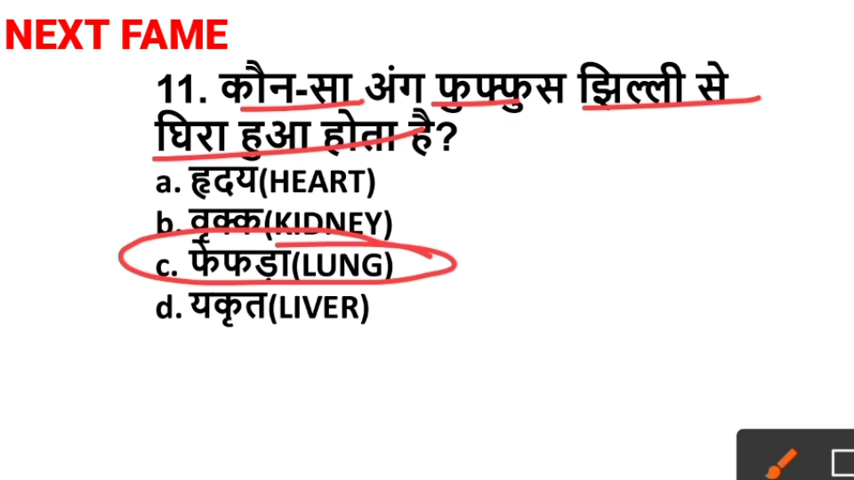 NEXT FAME
11. कौन-सा अंग फुफ्फुस झिल्ली से
घिरा हुआ होता है?
a. हृदय(HEART)
b. वृक्क(KIDNEY)
c. फेफड़ा(LUNG)
d. यकृत(LIVER)